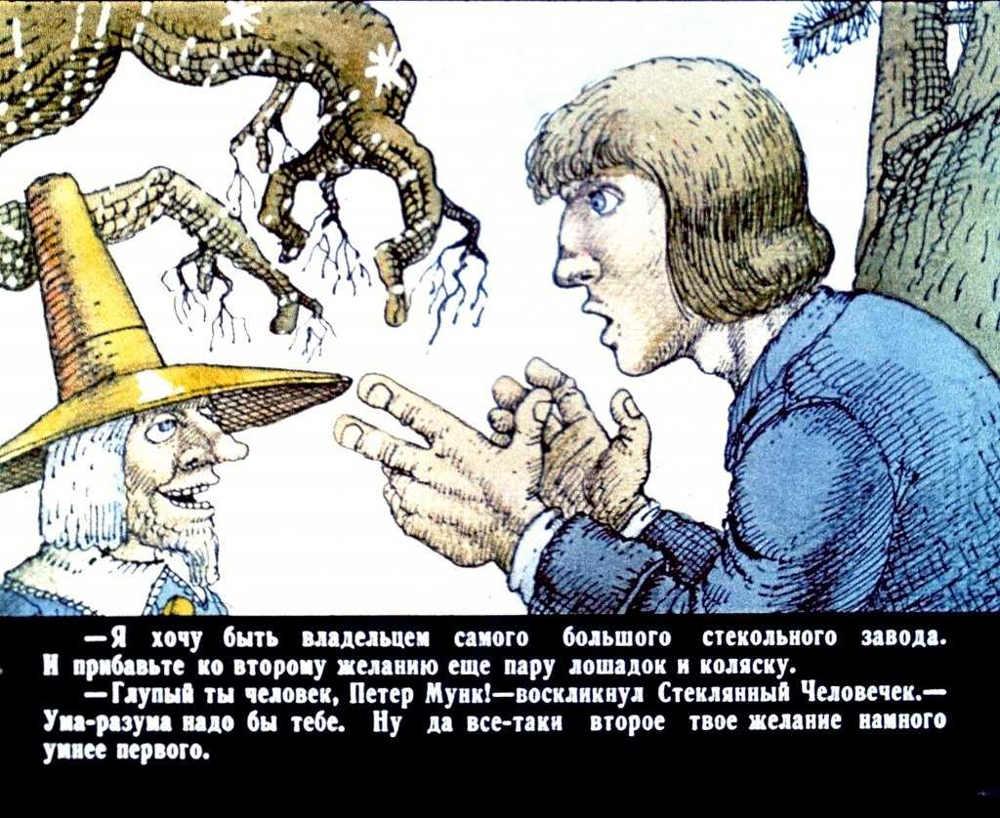 —Я хочу быть владельцем самого большого стекольного завода.
И прибавьте ко второму желанию еще пару лошадок и коляску.
—Глупый ты человек, Петер Мунк!—воскликнул Стеклянный Человечек.—
Ума-разума надо бы тебе. Ну да все-таки второе твое желание намного
умнее первого.